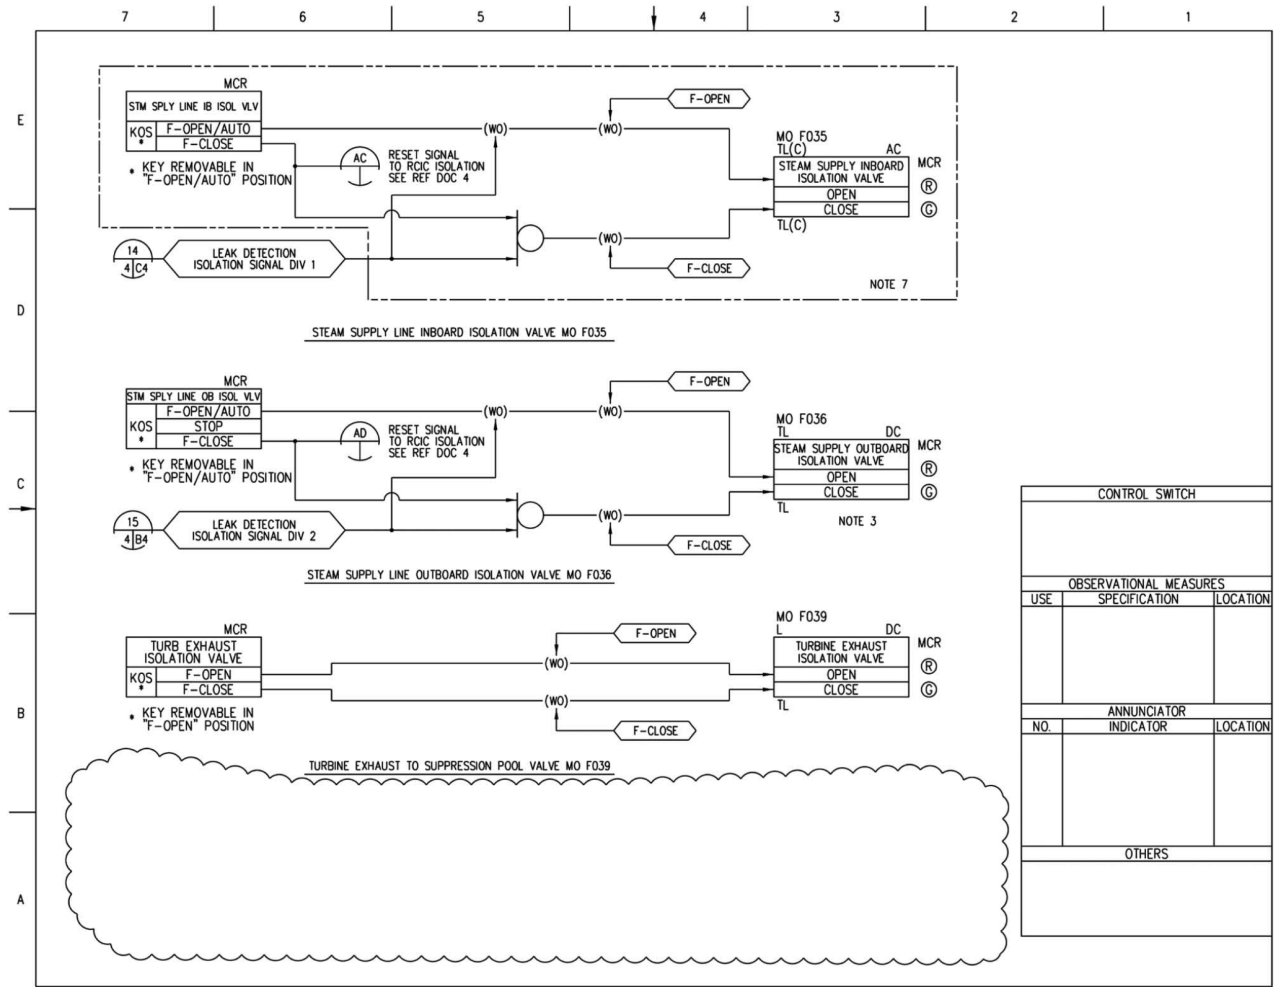 7 6 5 4 3 2 1
E
MCR
STM SPLY LINE IB ISOL VLV
KOS
*
F-OPEN/AUTO
F-CLOSE
* KEY REMOVABLE IN
"F-OPEN/AUTO" POSITION
AC
RESET SIGNAL
TO RCIC ISOLATION
SEE REF DOC 4
(WO)
(WO)
F-OPEN
(WO)
F-CLOSE
MO F035
TL(C) AC
STEAM SUPPLY INBOARD
ISOLATION VALVE
OPEN
CLOSE
TL(C)
MCR
R
G
14
4 C4
LEAK DETECTION
ISOLATION SIGNAL DIV 1
NOTE 7
D
STEAM SUPPLY LINE INBOARD ISOLATION VALVE MO F035
MCR
STM SPLY LINE OB ISOL VLV
KOS
*
F-OPEN/AUTO
STOP
F-CLOSE
* KEY REMOVABLE IN
"F-OPEN/AUTO" POSITION
AD
RESET SIGNAL
TO RCIC ISOLATION
SEE REF DOC 4
(WO)
(WO)
F-OPEN
(WO)
F-CLOSE
MO F036
TL DC
STEAM SUPPLY OUTBOARD
ISOLATION VALVE
OPEN
CLOSE
TL
MCR
R
G
NOTE 3
C
15
4 B4
LEAK DETECTION
ISOLATION SIGNAL DIV 2
STEAM SUPPLY LINE OUTBOARD ISOLATION VALVE MO F036
MCR
TURB EXHAUST
ISOLATION VALVE
KOS
*
F-OPEN
F-CLOSE
* KEY REMOVABLE IN
"F-OPEN" POSITION
F-OPEN
(WO)
(WO)
F-CLOSE
MO F039
L DC
TURBINE EXHAUST
ISOLATION VALVE
OPEN
CLOSE
TL
MCR
R
G
B
TURBINE EXHAUST TO SUPPRESSION POOL VALVE MO F039
A
CONTROL SWITCH
OBSERVATIONAL MEASURES
USE SPECIFICATION LOCATION
ANNUNCIATOR
NO. INDICATOR LOCATION
OTHERS